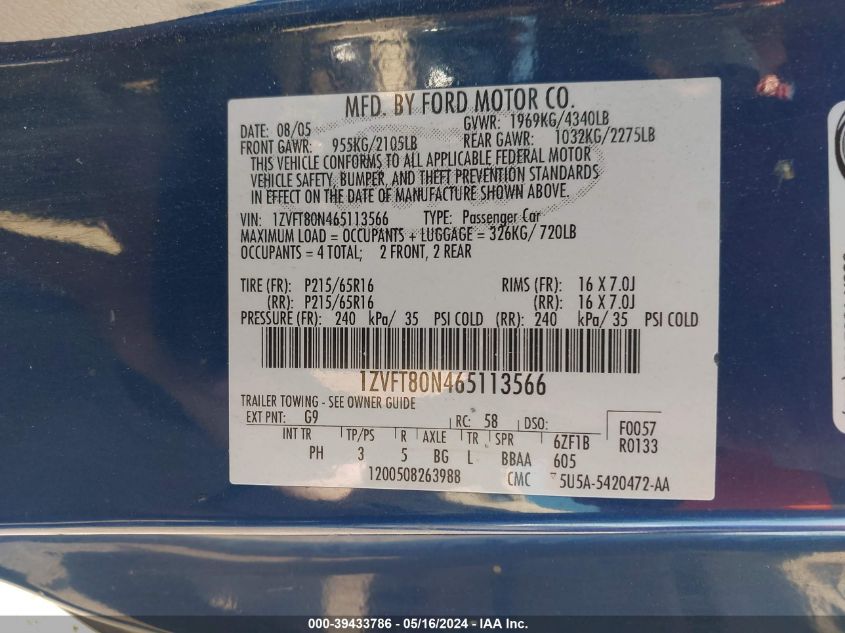 MFD. BY FORD MOTOR CO.
DATE: 08/05 GVWR: 1969KG/4340LB
FRONT GAWR: 955KG/2105LB REAR GAWR: 1032KG/2275LB
THIS VEHICLE CONFORMS TO ALL APPLICABLE FEDERAL MOTOR
VEHICLE SAFETY, BUMPER, AND THEFT PREVENTION STANDARDS
IN EFFECT ON THE DATE OF MANUFACTURE SHOWN ABOVE.
VIN: 1ZVFT80N465113566 TYPE: Passenger Car
MAXIMUM LOAD = OCCUPANTS + LUGGAGE = 326KG/ 720LB
OCCUPANTS = 4 TOTAL; 2 FRONT, 2 REAR
TIRE (FR): P215/65R16 RIMS (FR): 16 X 7.0J
(RR): P215/65R16 (RR): 16 X 7.0J
PRESSURE (FR): 240 kPa/ 35 PSI COLD (RR): 240 kPa/ 35 PSI COLD
1ZVFT80N465113566
TRAILER TOWING - SEE OWNER GUIDE
EXT PNT: G9 RC: 58 DSO: F0057
INT TR TP/PS R AXLE TR SPR 6ZF1B R0133
PH 3 5 BG L BBAA 605
1200508263988 CMC 5U5A-5420472-AA
000-39433786 - 05/16/2024 - IAA Inc.